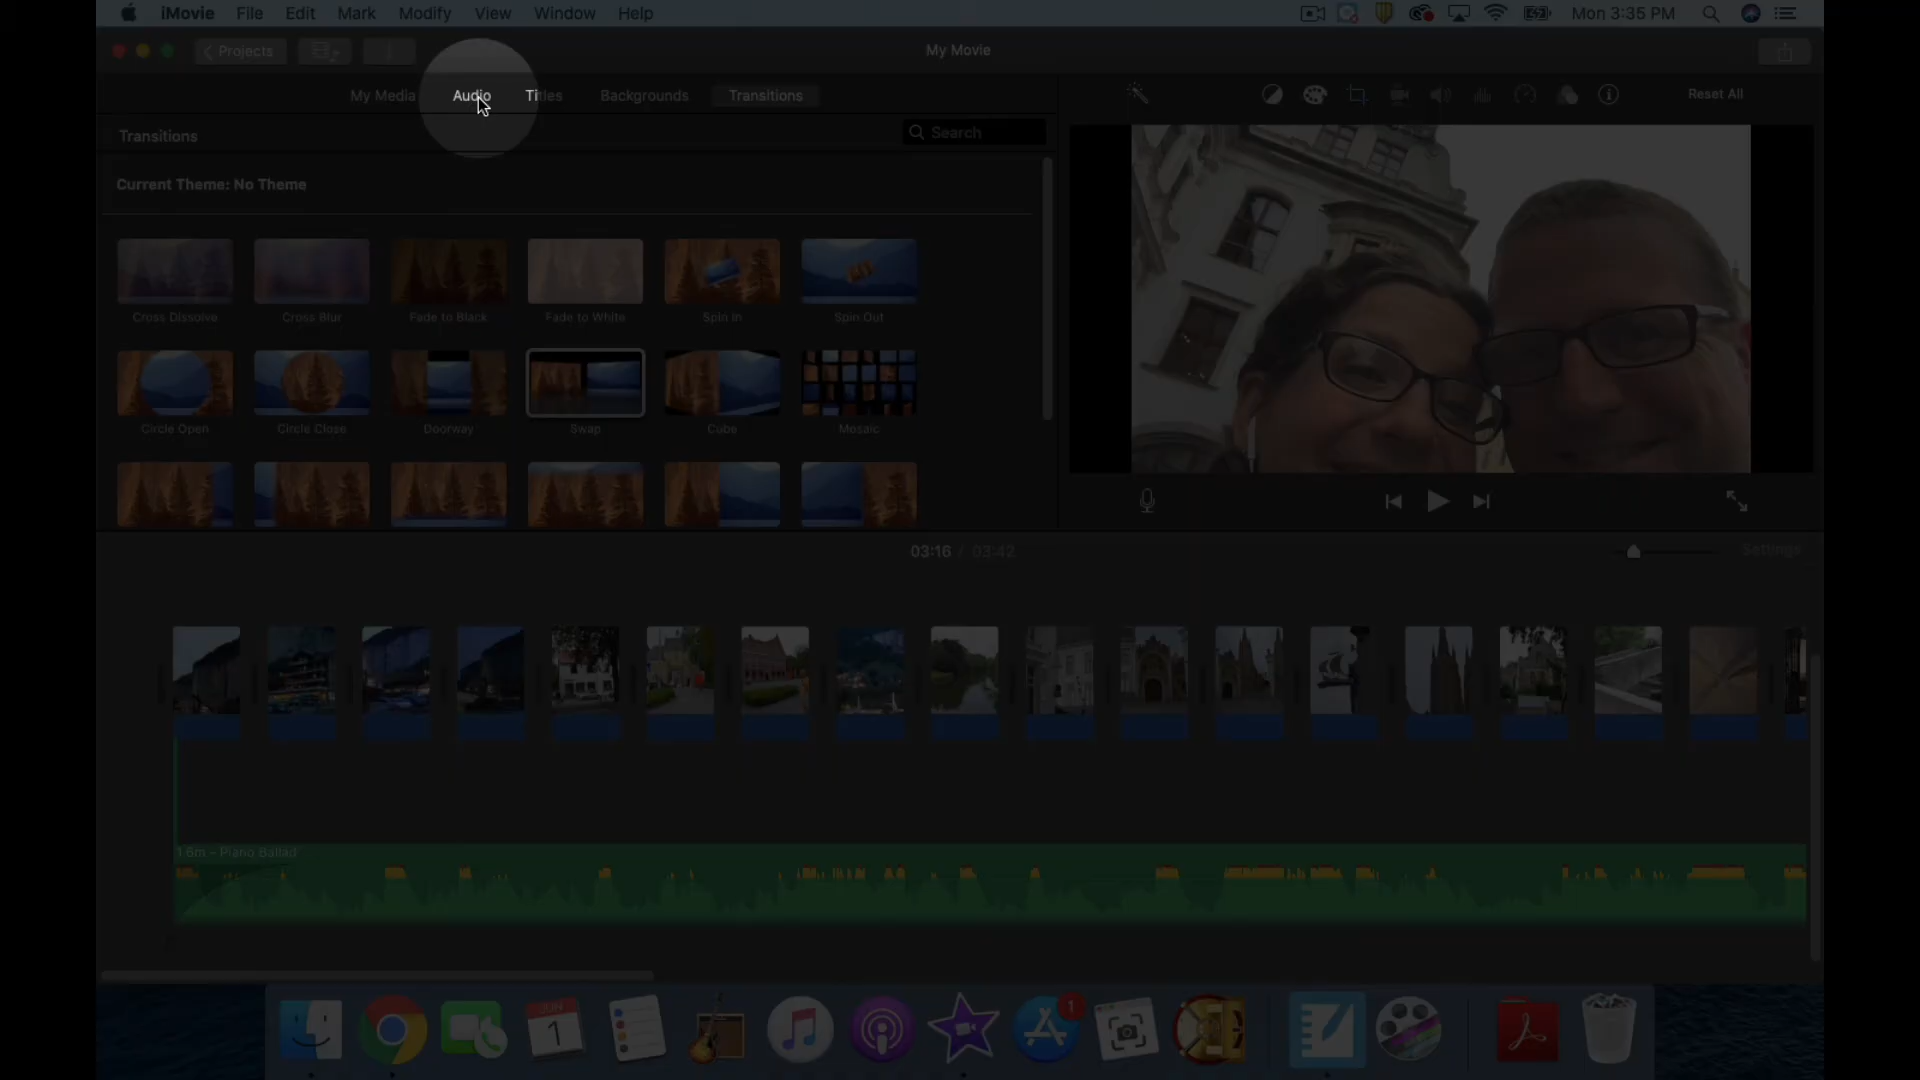 iMovie File Edit Mark Modify View Window Help Mon 3:35 PM
Projects My Movie
My Media Audio Titles Backgrounds Transitions Reset All
Transitions Search
Current Theme: No Theme
Cross Dissolve Cross Blur Fade to Black Fade to White Spin In Spin Out
Circle Open Circle Close Doorway Swap Cube Mosaic
03:16 / 03:42 Settings
Piano Ballad
JUN
1
1